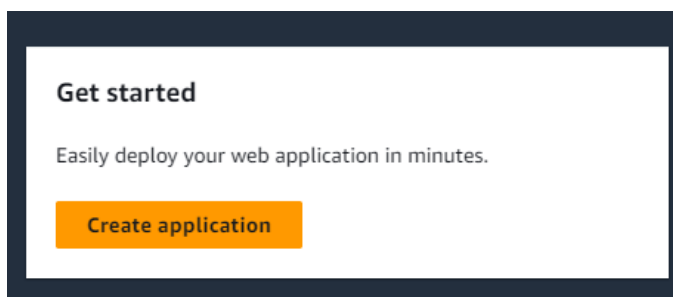 Get started
Easily deploy your web application in minutes.
Create application